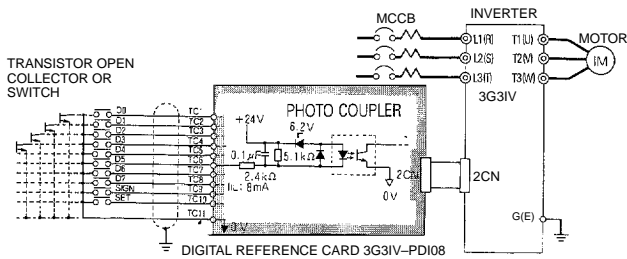 MCCB
INVERTER
L1(R) T1(U)
MOTOR
L2(S) T2(V)
IM
L3(T) T3(W)
3G3IV
TRANSISTOR OPEN
COLLECTOR OR
SWITCH
PHOTO COUPLER
D0 TC1
D1 TC2
D2 TC3
D3 TC4
D4 TC5
D5 TC6
D6 TC7
D7 TC8
SIGN TC9
SET TC10
TC11
+24V
6.2V
0.1μF
5.1kΩ
2.4kΩ
IIL: 8mA
0V
0V
2CN
2CN
G(E)
DIGITAL REFERENCE CARD 3G3IV–PDI08